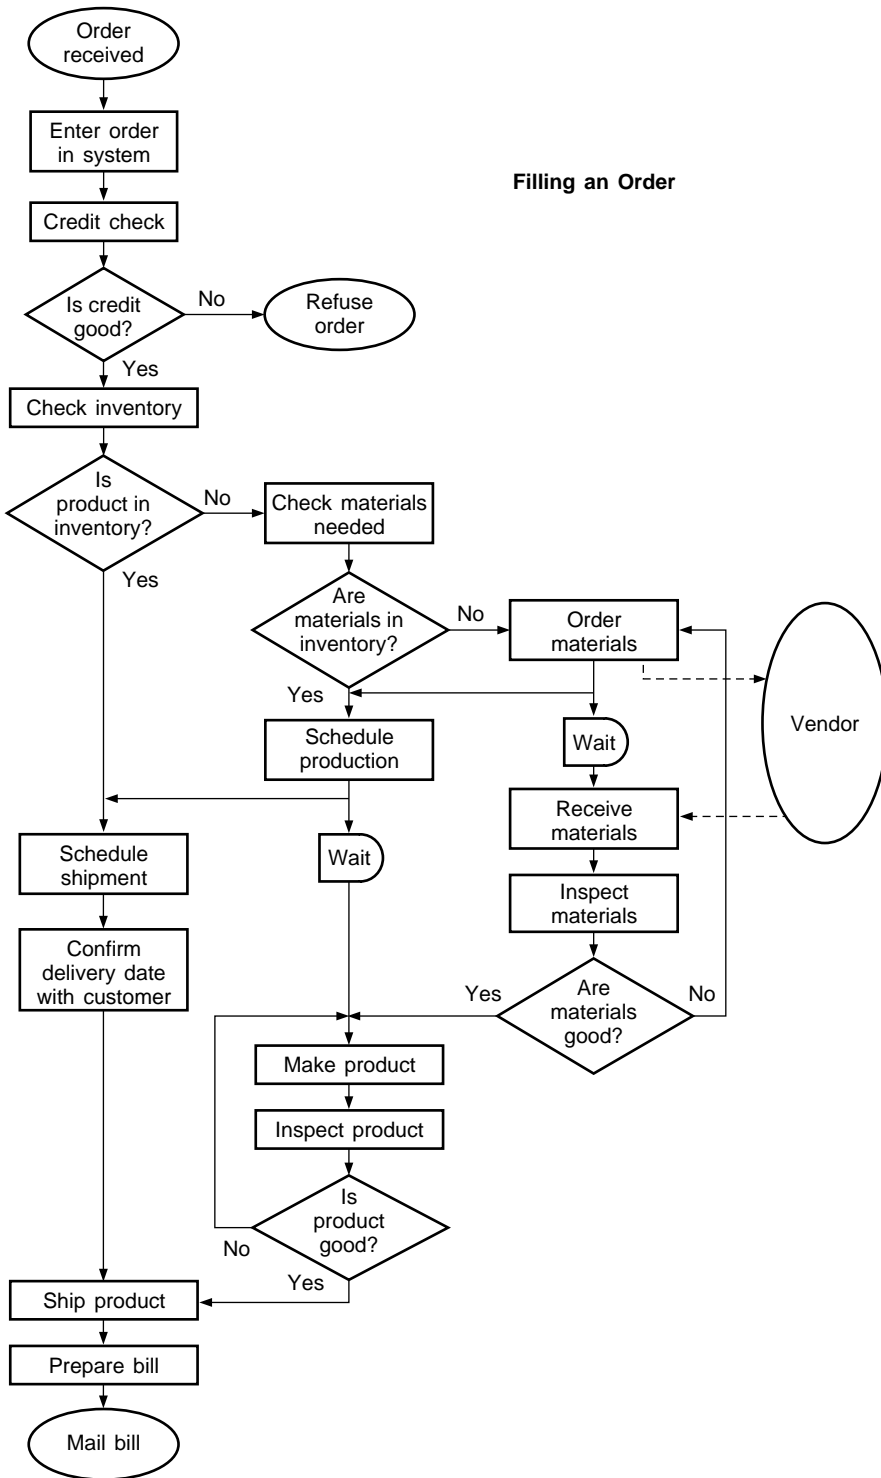 Order
received
Enter order
in system
Filling an Order
Credit check
Is credit
good?
No
Refuse
order
Yes
Check inventory
Is
product in
inventory?
No
Check materials
needed
Yes
Are
materials in
inventory?
No
Order
materials
Yes
Vendor
Schedule
production
Wait
Receive
materials
Schedule
shipment
Wait
Inspect
materials
Confirm
delivery date
with customer
Yes
Are
materials
good?
No
Make product
Inspect product
Is
product
good?
No
Yes
Ship product
Prepare bill
Mail bill